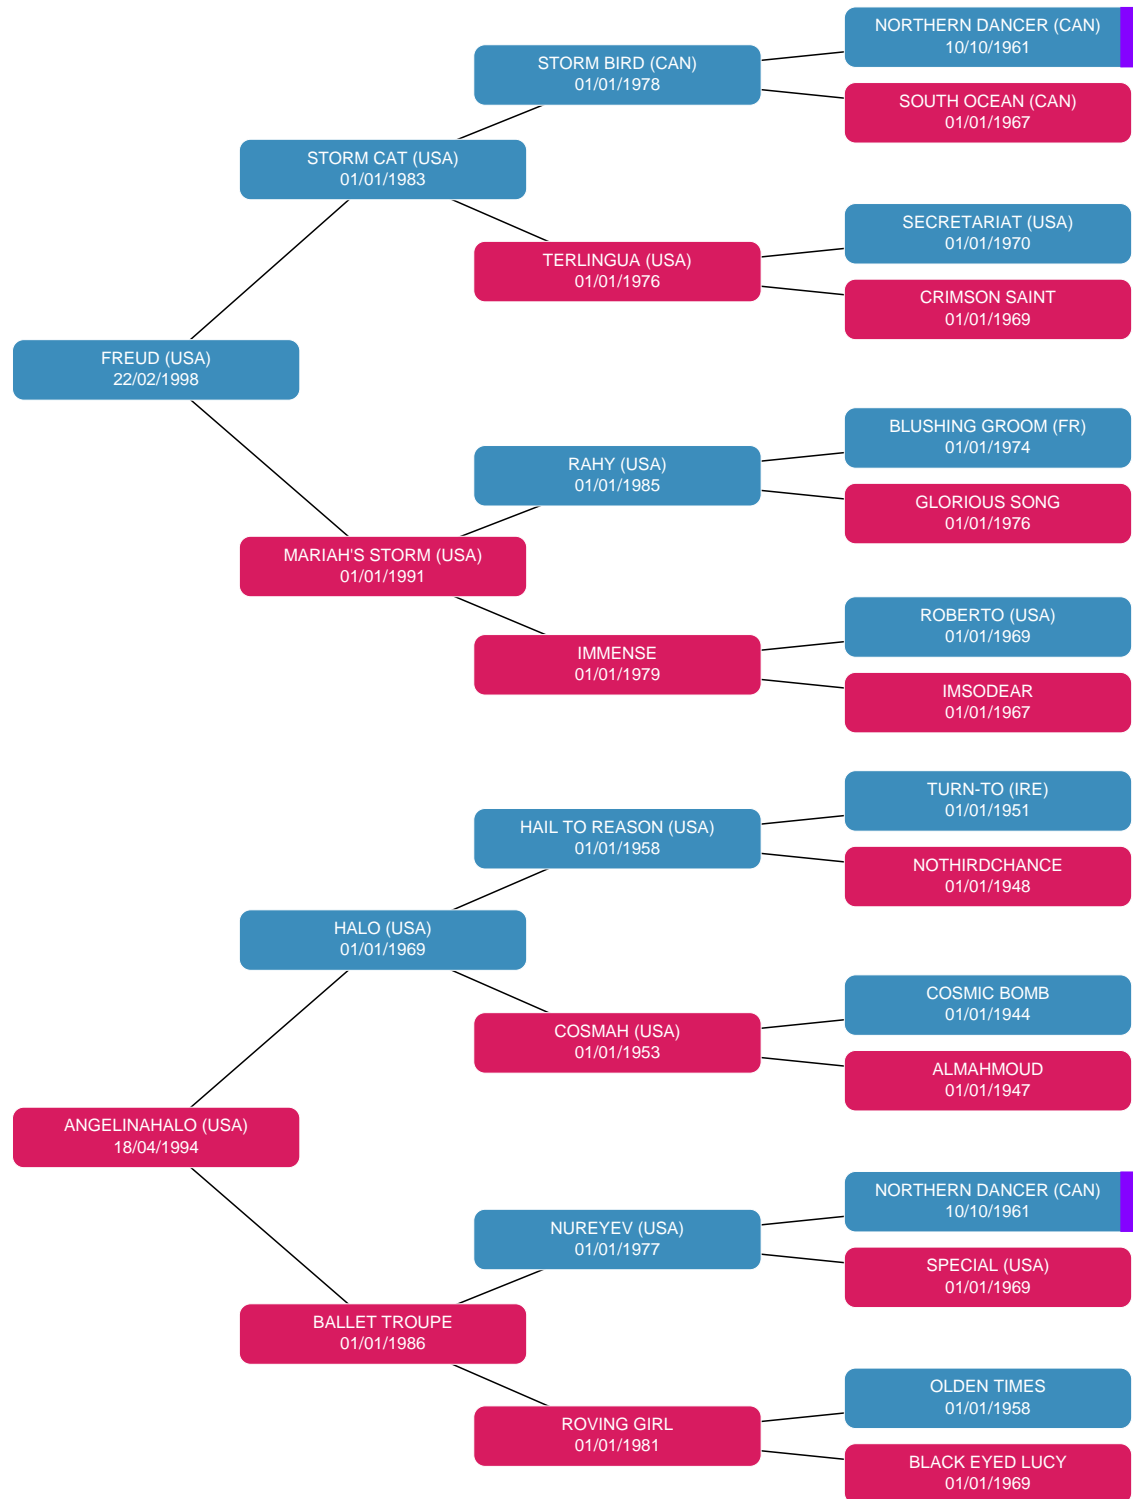 NORTHERN DANCER (CAN)
10/10/1961
STORM BIRD (CAN)
01/01/1978
SOUTH OCEAN (CAN)
01/01/1967
STORM CAT (USA)
01/01/1983
SECRETARIAT (USA)
01/01/1970
TERLINGUA (USA)
01/01/1976
CRIMSON SAINT
01/01/1969
FREUD (USA)
22/02/1998
BLUSHING GROOM (FR)
01/01/1974
RAHY (USA)
01/01/1985
GLORIOUS SONG
01/01/1976
MARIAH'S STORM (USA)
01/01/1991
ROBERTO (USA)
01/01/1969
IMMENSE
01/01/1979
IMSODEAR
01/01/1967
TURN-TO (IRE)
01/01/1951
HAIL TO REASON (USA)
01/01/1958
NOTHIRDCHANCE
01/01/1948
HALO (USA)
01/01/1969
COSMIC BOMB
01/01/1944
COSMAH (USA)
01/01/1953
ALMAHMOUD
01/01/1947
ANGELINAHALO (USA)
18/04/1994
NORTHERN DANCER (CAN)
10/10/1961
NUREYEV (USA)
01/01/1977
SPECIAL (USA)
01/01/1969
BALLET TROUPE
01/01/1986
OLDEN TIMES
01/01/1958
ROVING GIRL
01/01/1981
BLACK EYED LUCY
01/01/1969